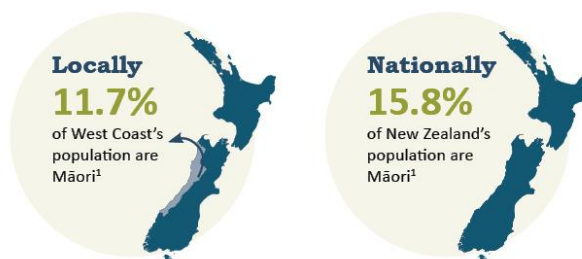 Locally
11.7%
of West Coast's
population are
Māori¹
Nationally
15.8%
of New Zealand's
population are
Māori¹